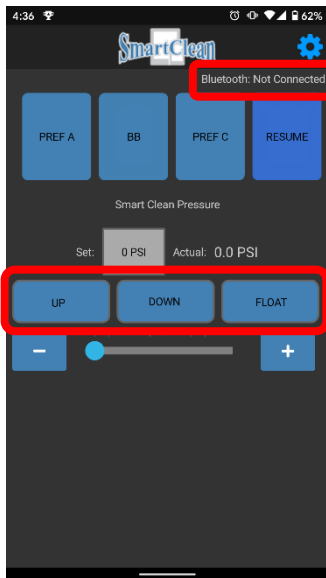 4:36 62%
SmartClean
Bluetooth: Not Connected
PREF A BB PREF C RESUME
Smart Clean Pressure
Set: 0 PSI Actual: 0.0 PSI
UP DOWN FLOAT
− +